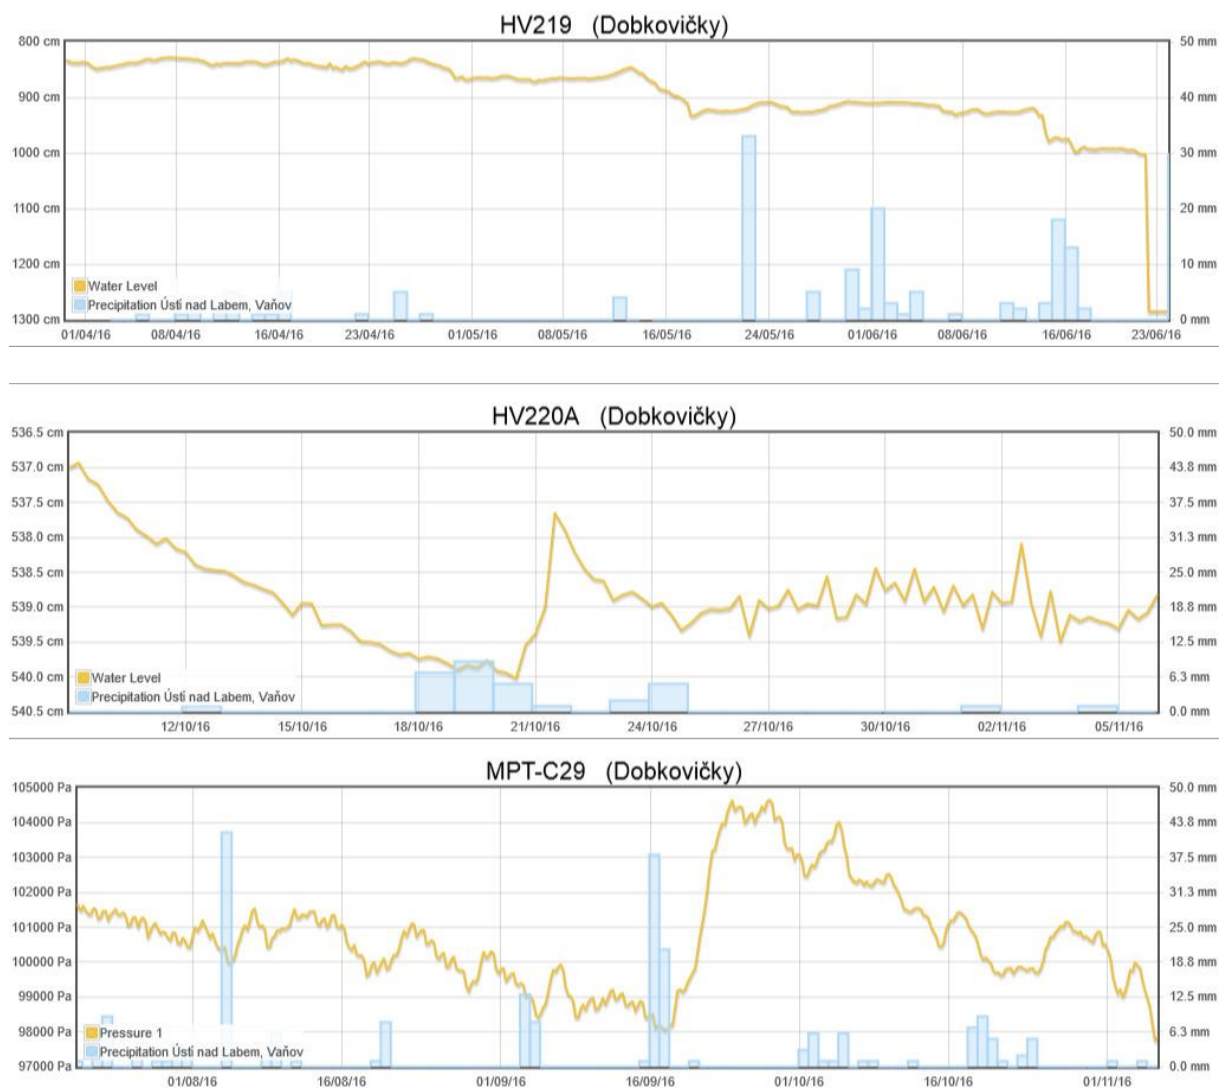 HV219 (Dobkovičky)
800 cm 50 mm
900 cm 40 mm
1000 cm 30 mm
1100 cm 20 mm
1200 cm 10 mm
Water Level
Precipitation Ústí nad Labem, Vaňov
1300 cm 0 mm
01/04/16 08/04/16 16/04/16 23/04/16 01/05/16 08/05/16 16/05/16 24/05/16 01/06/16 08/06/16 16/06/16 23/06/16
HV220A (Dobkovičky)
536.5 cm 50.0 mm
537.0 cm 43.8 mm
537.5 cm 37.5 mm
538.0 cm 31.3 mm
538.5 cm 25.0 mm
539.0 cm 18.8 mm
539.5 cm 12.5 mm
540.0 cm 6.3 mm
Water Level
Precipitation Ústí nad Labem, Vaňov
540.5 cm 0.0 mm
12/10/16 15/10/16 18/10/16 21/10/16 24/10/16 27/10/16 30/10/16 02/11/16 05/11/16
MPT-C29 (Dobkovičky)
105000 Pa 50.0 mm
104000 Pa 43.8 mm
103000 Pa 37.5 mm
102000 Pa 31.3 mm
101000 Pa 25.0 mm
100000 Pa 18.8 mm
99000 Pa 12.5 mm
98000 Pa 6.3 mm
Pressure 1
Precipitation Ústí nad Labem, Vaňov
97000 Pa 0.0 mm
01/08/16 16/08/16 01/09/16 16/09/16 01/10/16 16/10/16 01/11/16